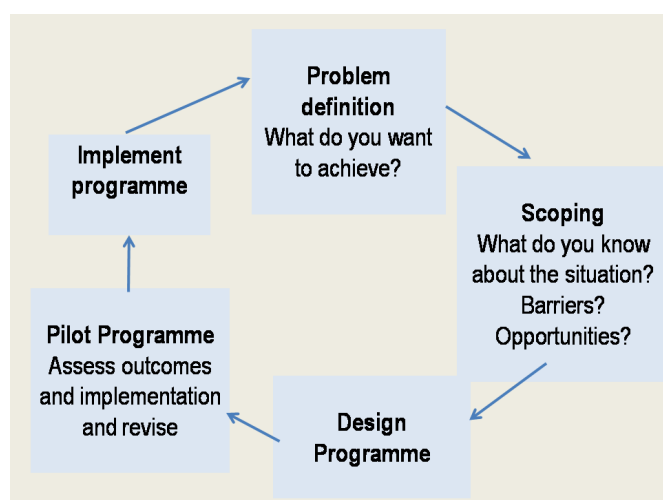 Problem
definition
What do you want
to achieve?
Scoping
What do you know
about the situation?
Barriers?
Opportunities?
Design
Programme
Pilot Programme
Assess outcomes
and implementation
and revise
Implement
programme